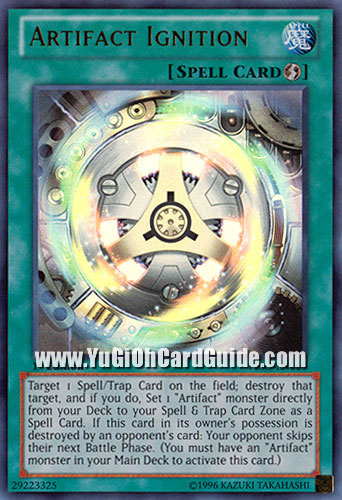 Artifact Ignition
[Spell Card]
www.YuGiOhCardGuide.com
Target 1 Spell/Trap Card on the field; destroy that
target, and if you do, Set 1 "Artifact" monster directly
from your Deck to your Spell & Trap Card Zone as a
Spell Card. If this card in its owner's possession is
destroyed by an opponent's card: Your opponent skips
their next Battle Phase. (You must have an "Artifact"
monster in your Main Deck to activate this card.)
29223325
©1996 KAZUKI TAKAHASHI